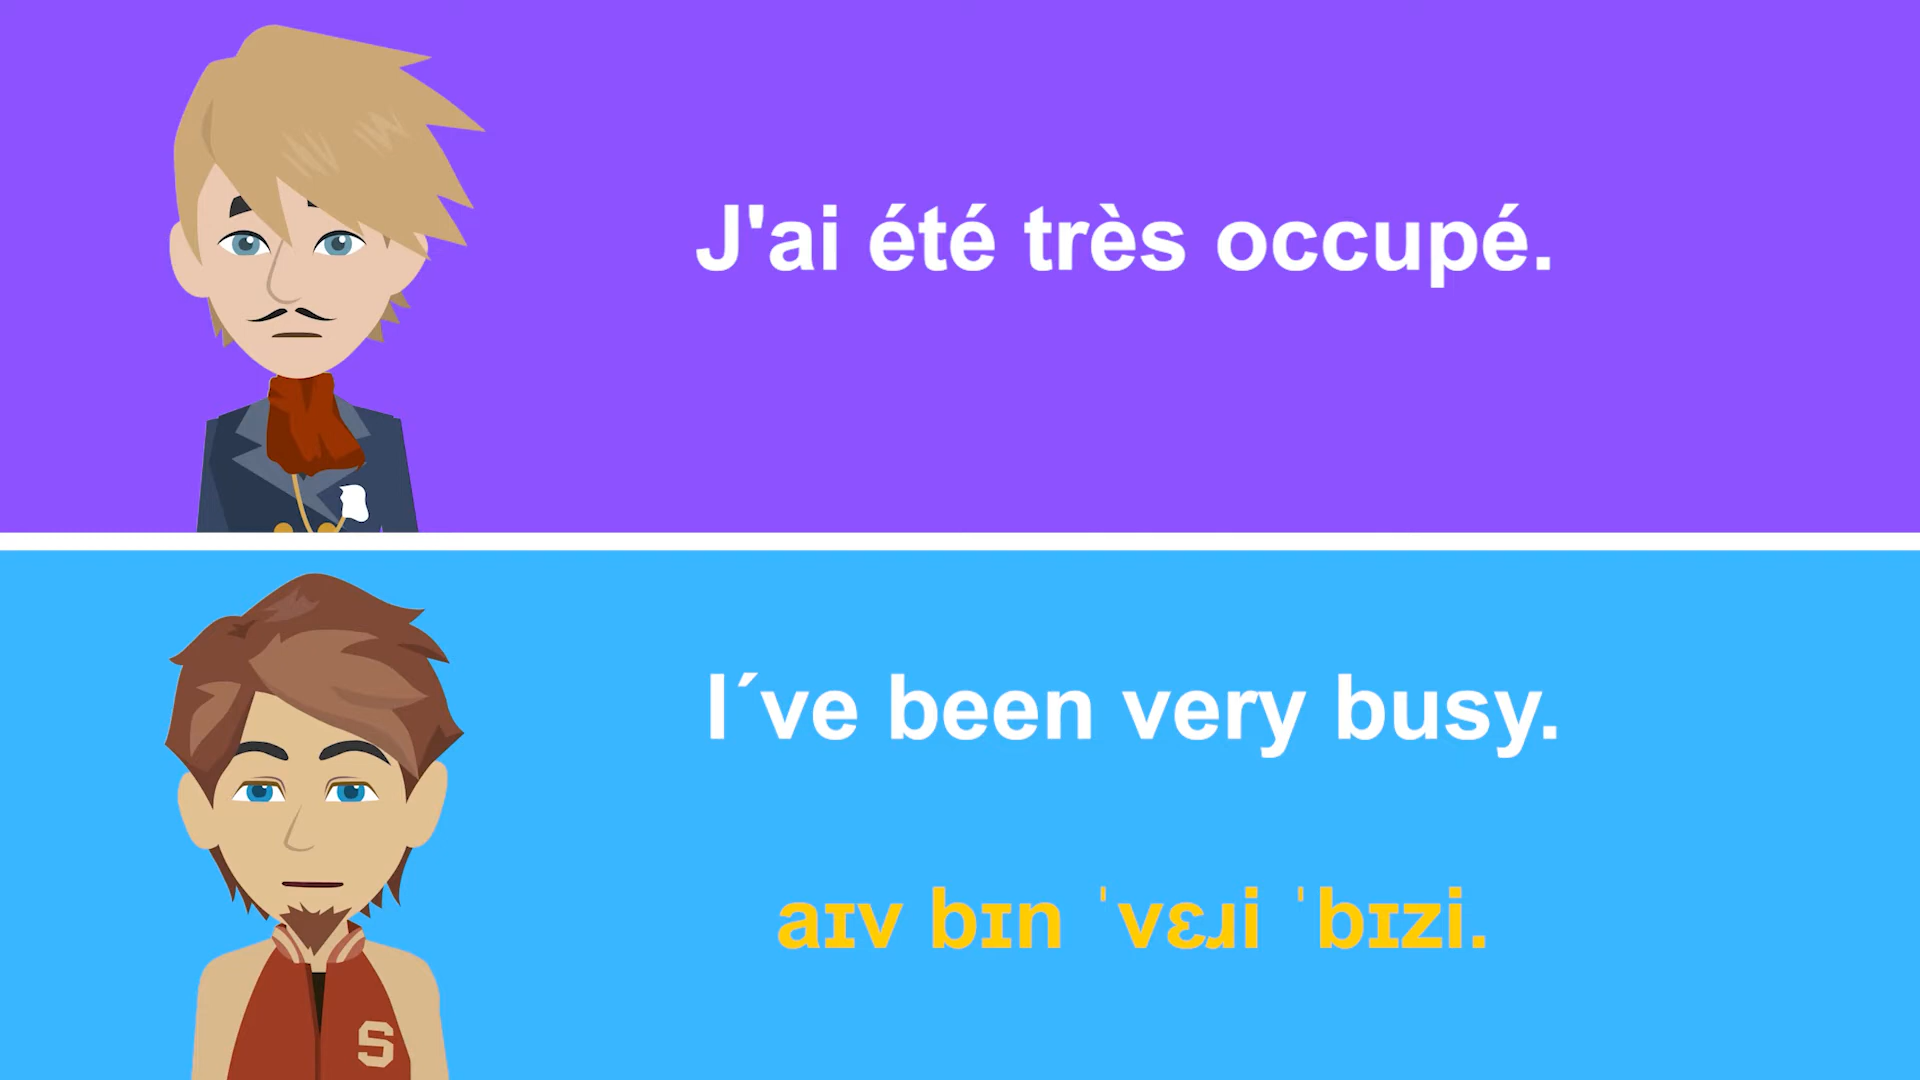 J'ai été très occupé.
I´ve been very busy.
aɪv bɪn ˈvɛɹi ˈbɪzi.
S